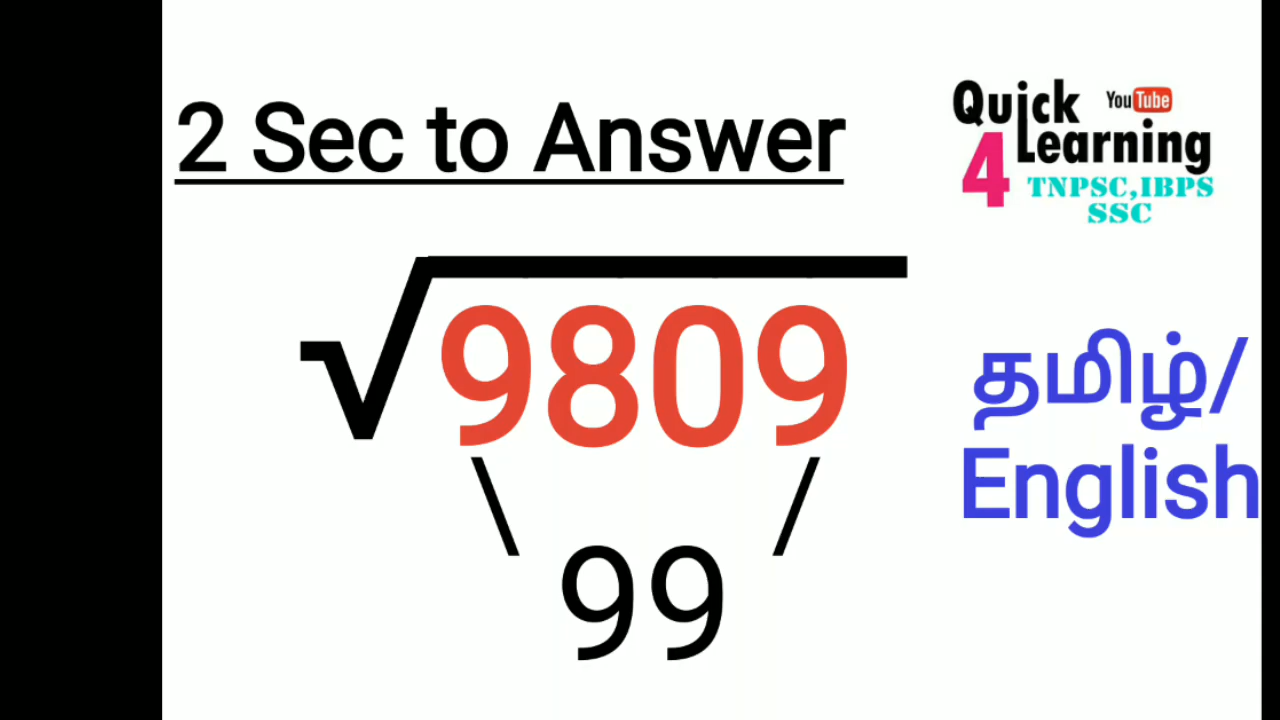 2 Sec to Answer
Quick YouTube
4 Learning
TNPSC,IBPS
SSC
√9809
தமிழ்/
English
99